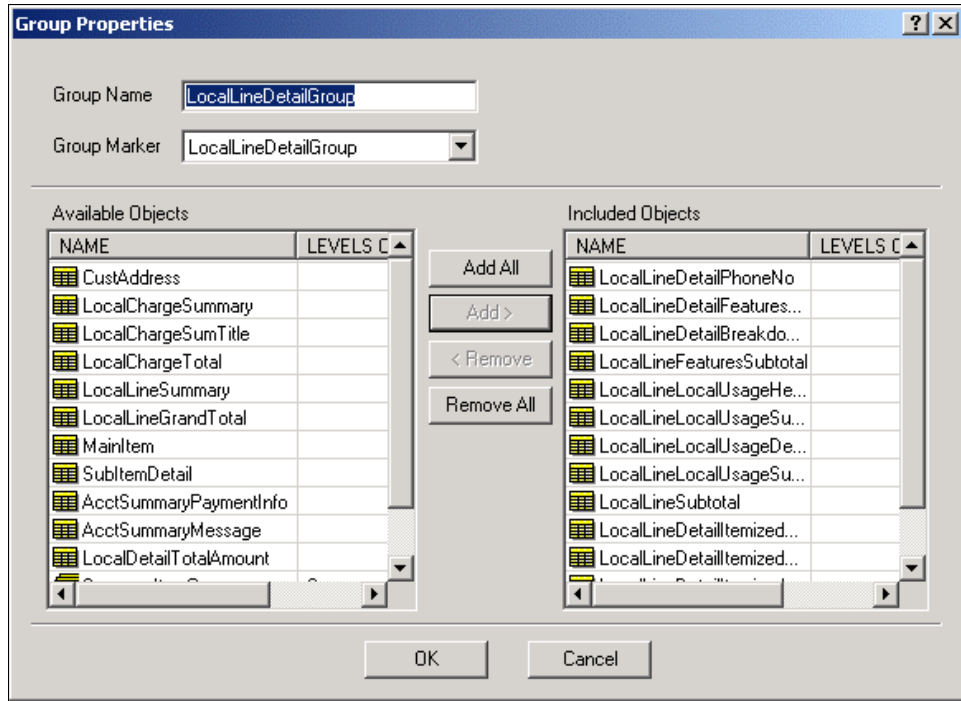 Group Properties
Group Name LocalLineDetailGroup
Group Marker LocalLineDetailGroup
Available Objects
NAME LEVELS
CustAddress
LocalChargeSummary
LocalChargeSumTitle
LocalChargeTotal
LocalLineSummary
LocalLineGrandTotal
MainItem
SubItemDetail
AcctSummaryPaymentInfo
AcctSummaryMessage
LocalDetailTotalAmount
Add All
Add >
< Remove
Remove All
Included Objects
NAME LEVELS
LocalLineDetailPhoneNo
LocalLineDetailFeatures...
LocalLineDetailBreakdo...
LocalLineFeaturesSubtotal
LocalLineLocalUsageHe...
LocalLineLocalUsageSu...
LocalLineLocalUsageDe...
LocalLineLocalUsageSu...
LocalLineSubtotal
LocalLineDetailItemized...
LocalLineDetailItemized...
OK Cancel